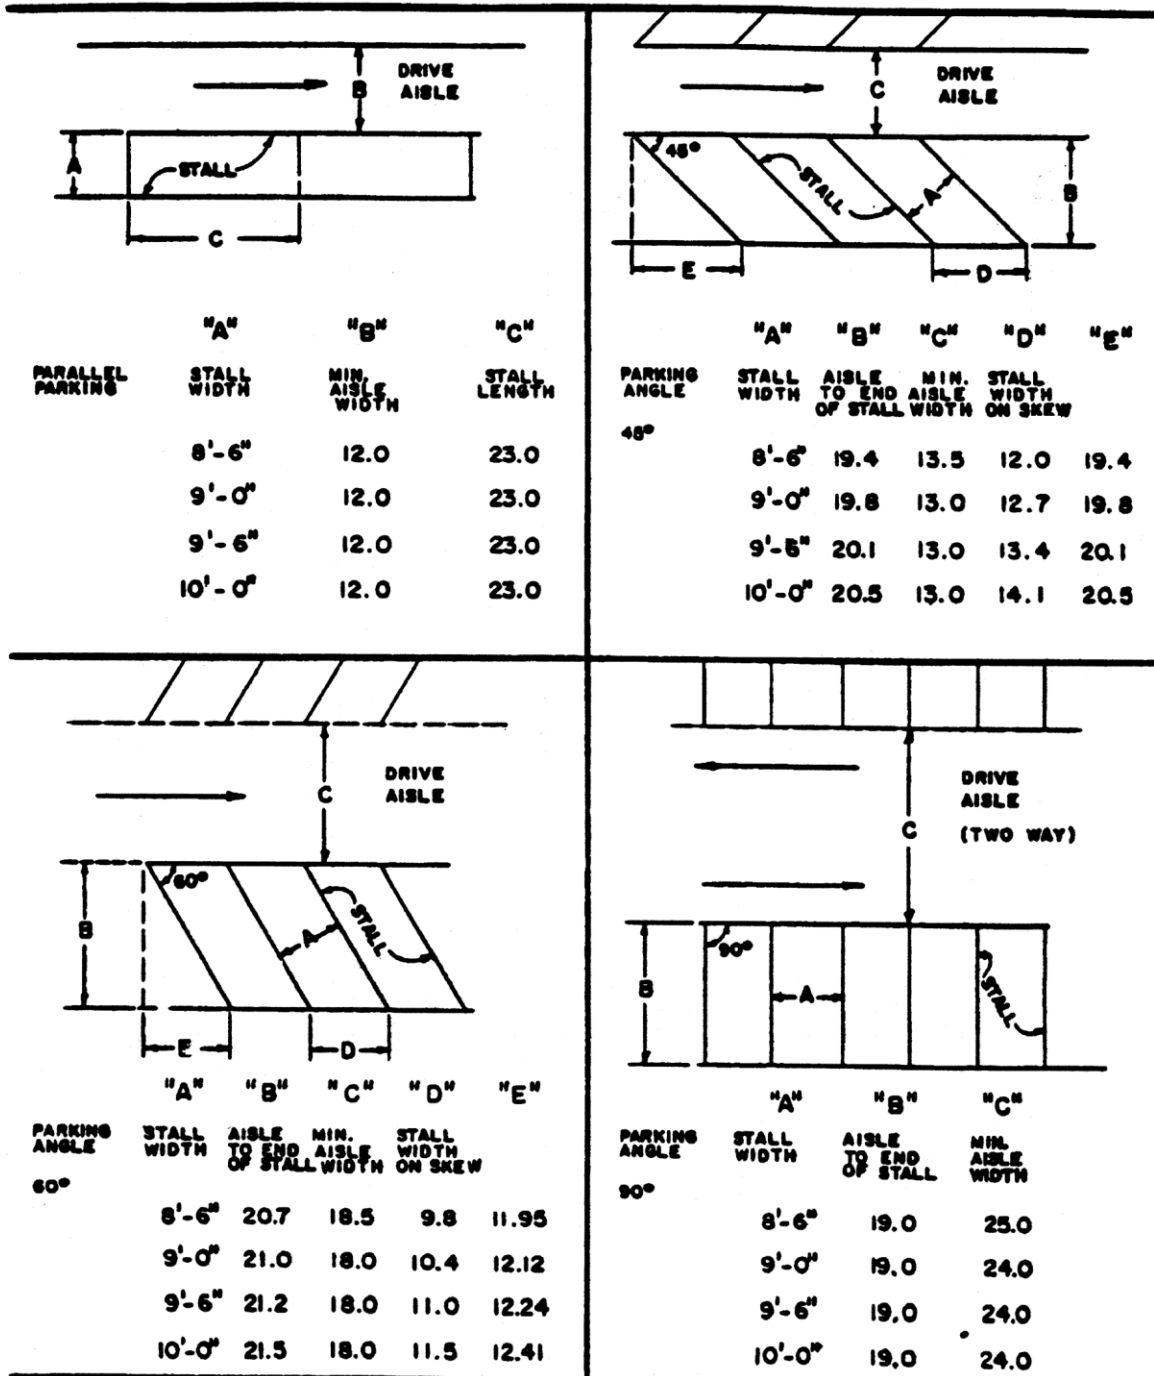 DRIVE
AISLE
B
A
STALL
C
"A" "B" "C"
PARALLEL PARKING STALL WIDTH MIN. AISLE WIDTH STALL LENGTH
8'-6" 12.0 23.0
9'-0" 12.0 23.0
9'-6" 12.0 23.0
10'-0" 12.0 23.0
DRIVE
AISLE
C
45°
STALL
A
B
E
D
"A" "B" "C" "D" "E"
PARKING ANGLE STALL WIDTH AISLE TO END OF STALL MIN. AISLE WIDTH STALL WIDTH ON SKEW
45°
8'-6" 19.4 13.5 12.0 19.4
9'-0" 19.8 13.0 12.7 19.8
9'-6" 20.1 13.0 13.4 20.1
10'-0" 20.5 13.0 14.1 20.5
DRIVE
AISLE
C
60°
B
A
STALL
E
D
"A" "B" "C" "D" "E"
PARKING ANGLE STALL WIDTH AISLE TO END OF STALL MIN. AISLE WIDTH STALL WIDTH ON SKEW
60°
8'-6" 20.7 18.5 9.8 11.95
9'-0" 21.0 18.0 10.4 12.12
9'-6" 21.2 18.0 11.0 12.24
10'-0" 21.5 18.0 11.5 12.41
DRIVE
AISLE
(TWO WAY)
C
90°
B
A
STALL
"A" "B" "C"
PARKING ANGLE STALL WIDTH AISLE TO END OF STALL MIN. AISLE WIDTH
90°
8'-6" 19.0 25.0
9'-0" 19.0 24.0
9'-6" 19.0 24.0
10'-0" 19.0 24.0